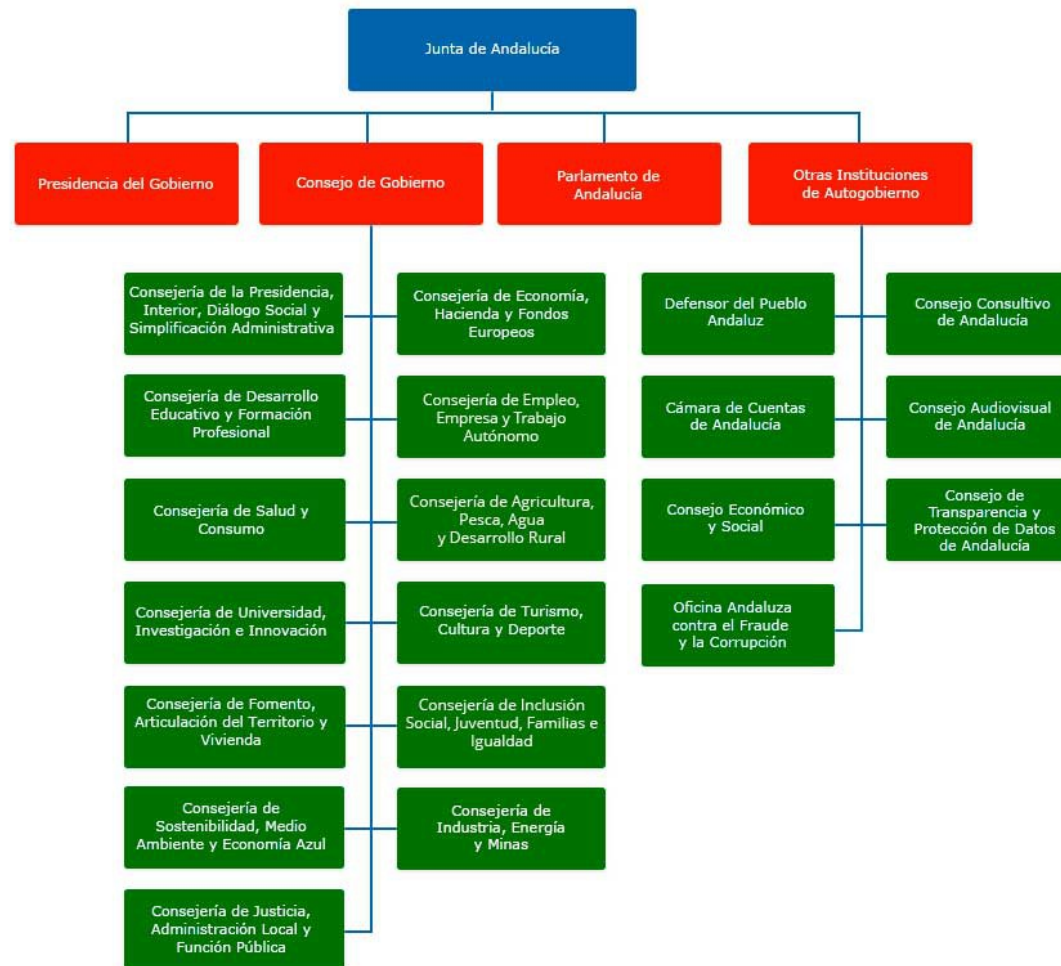 Junta de Andalucía
Presidencia del Gobierno
Consejo de Gobierno
Parlamento de
Andalucía
Otras Instituciones
de Autogobierno
Consejería de la Presidencia,
Interior, Diálogo Social y
Simplificación Administrativa
Consejería de Economía,
Hacienda y Fondos
Europeos
Defensor del Pueblo
Andaluz
Consejo Consultivo
de Andalucía
Consejería de Desarrollo
Educativo y Formación
Profesional
Consejería de Empleo,
Empresa y Trabajo
Autónomo
Cámara de Cuentas
de Andalucía
Consejo Audiovisual
de Andalucía
Consejería de Salud y
Consumo
Consejería de Agricultura,
Pesca, Agua
y Desarrollo Rural
Consejo Económico
y Social
Consejo de
Transparencia y
Protección de Datos
de Andalucía
Consejería de Universidad,
Investigación e Innovación
Consejería de Turismo,
Cultura y Deporte
Oficina Andaluza
contra el Fraude
y la Corrupción
Consejería de Fomento,
Articulación del Territorio y
Vivienda
Consejería de Inclusión
Social, Juventud, Familias e
Igualdad
Consejería de
Sostenibilidad, Medio
Ambiente y Economía Azul
Consejería de
Industria, Energía
y Minas
Consejería de Justicia,
Administración Local y
Función Pública